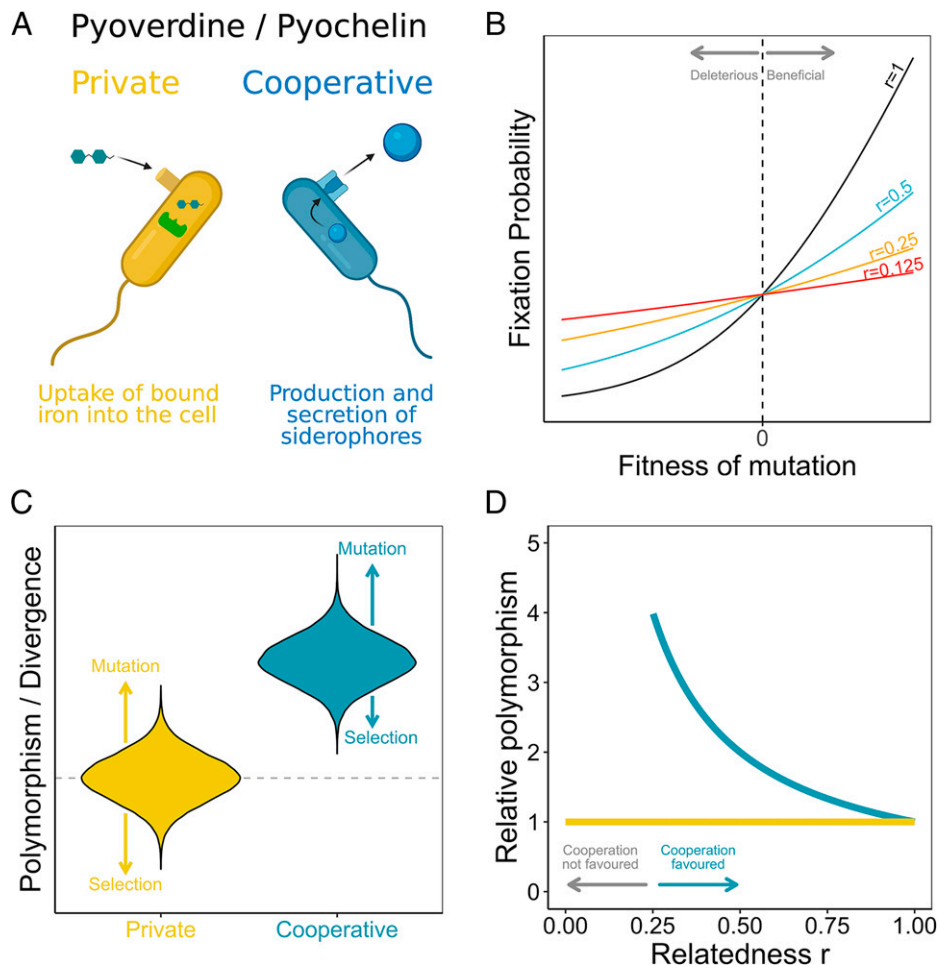 A
Pyoverdine / Pyochelin
Private
Cooperative
Uptake of bound
iron into the cell
Production and
secretion of
siderophores
B
Fixation Probability
Deleterious
Beneficial
r=1
r=0.5
r=0.25
r=0.125
0
Fitness of mutation
C
Polymorphism / Divergence
Mutation
Selection
Mutation
Selection
Private
Cooperative
D
Relative polymorphism
5
4
3
2
1
0
Cooperation
not favoured
Cooperation
favoured
0.00
0.25
0.50
0.75
1.00
Relatedness r